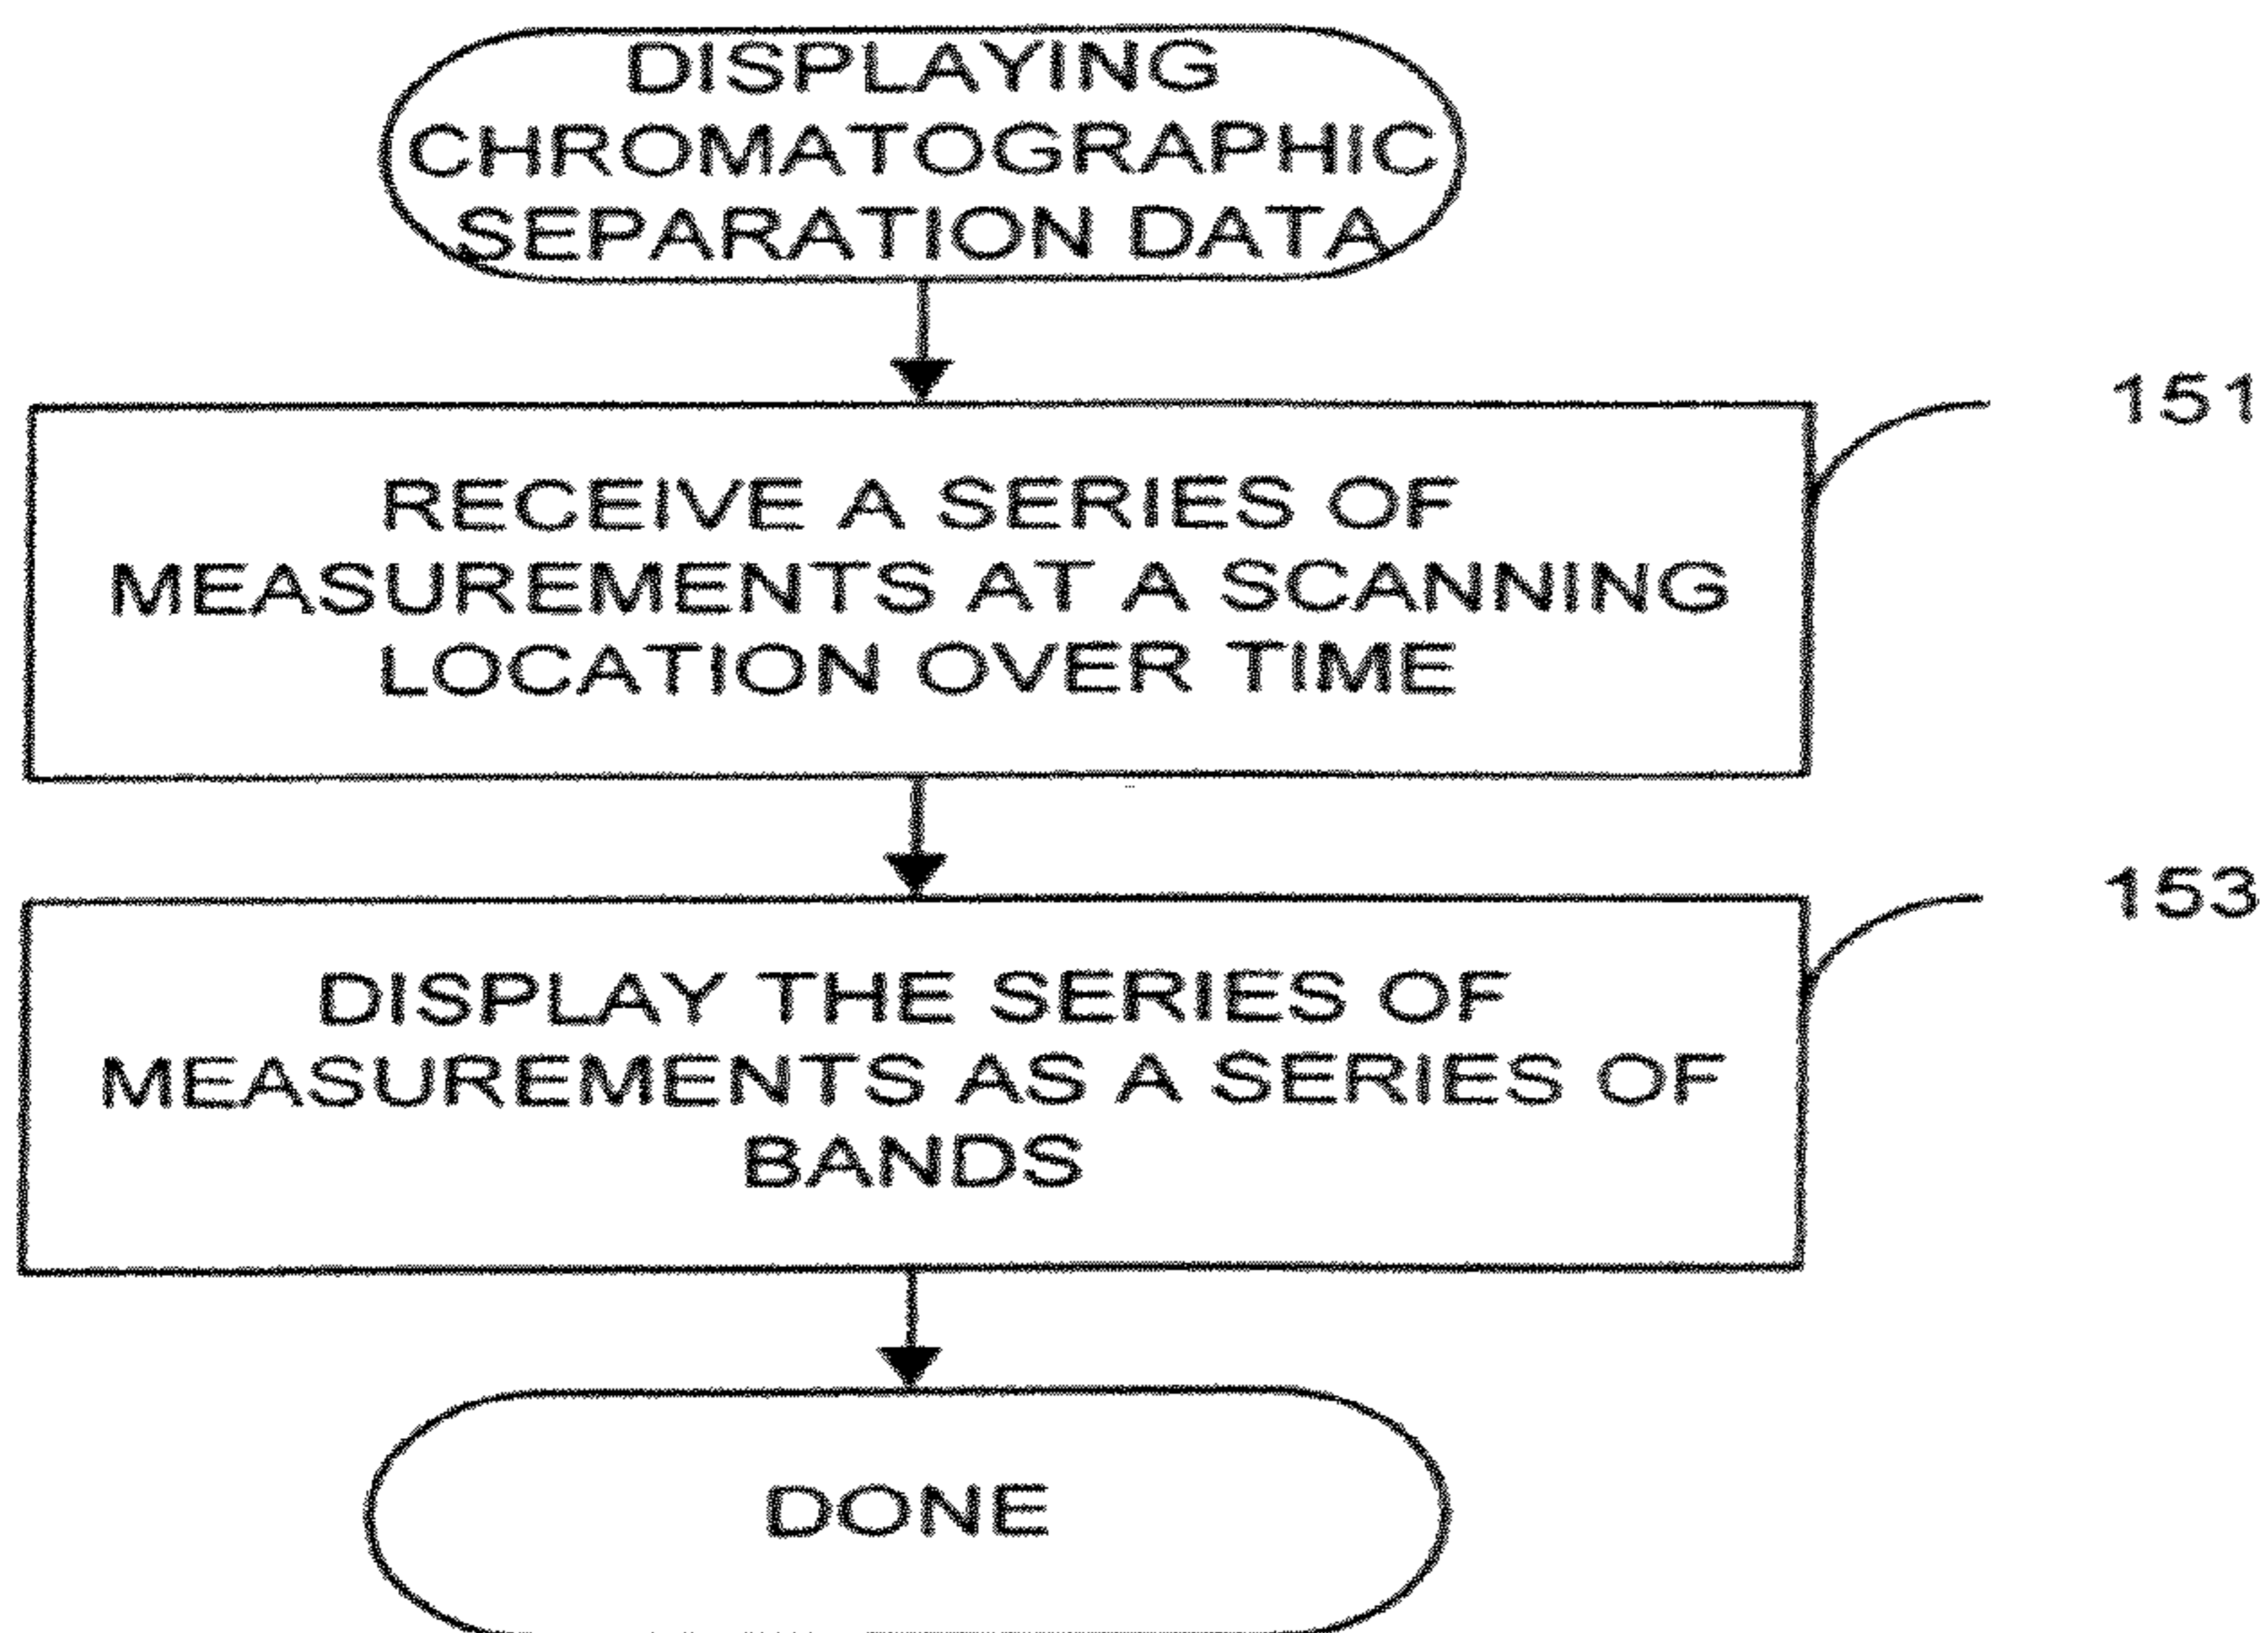 DISPLAYING
CHROMATOGRAPHIC
SEPARATION DATA
151
RECEIVE A SERIES OF
MEASUREMENTS AT A SCANNING
LOCATION OVER TIME
153
DISPLAY THE SERIES OF
MEASUREMENTS AS A SERIES OF
BANDS
DONE